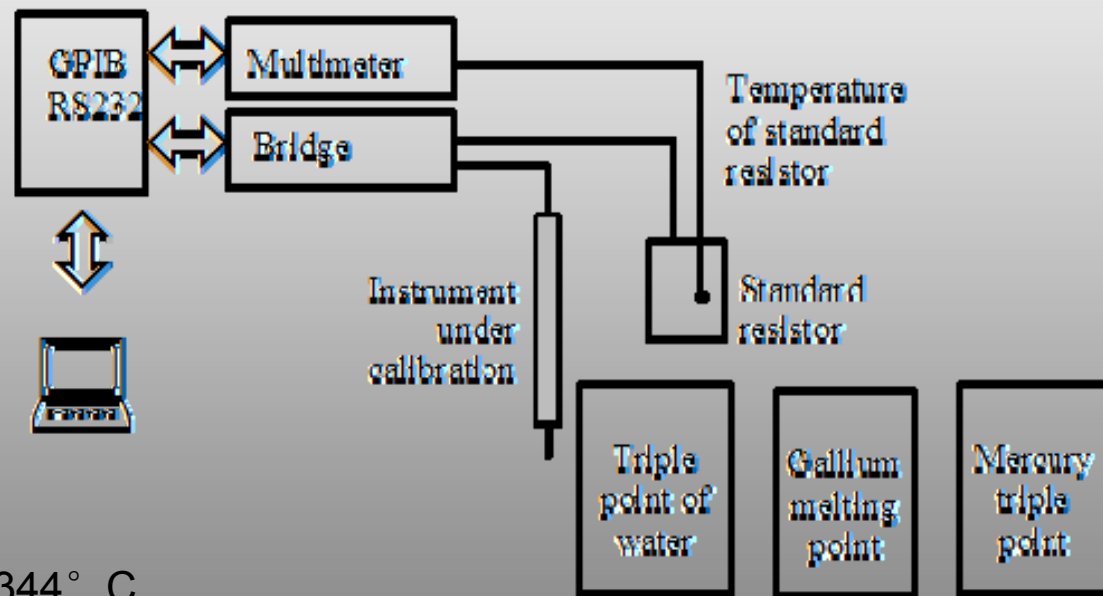 GPIB
RS232
Multimeter
Bridge
Temperature
of standard
resistor
Instrument
under
calibration
Standard
resistor
Triple
point of
water
Gallium
melting
point
Mercury
triple
point
344° C